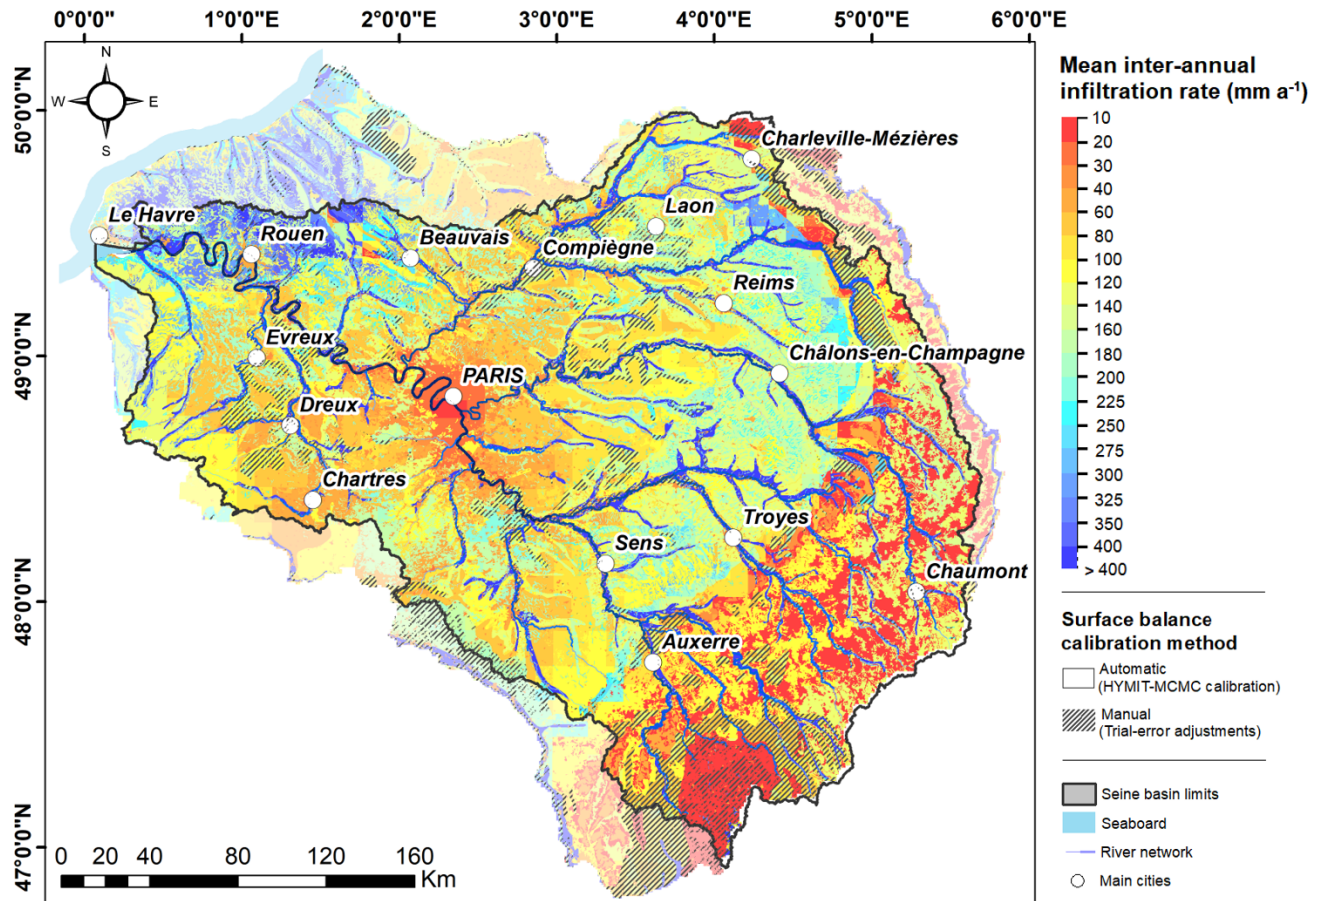 0°0'0" 1°0'0"E 2°0'0"E 3°0'0"E 4°0'0"E 5°0'0"E 6°0'0"E
50°0'0"N
49°0'0"N
48°0'0"N
47°0'0"N
N
W E
S
Charleville-Mézières
Le Havre
Laon
Rouen
Beauvais
Compiègne
Reims
Evreux
Châlons-en-Champagne
PARIS
Dreux
Chartres
Troyes
Sens
Chaumont
Auxerre
0 20 40 80 120 160
Km
Mean inter-annual
infiltration rate (mm a⁻¹)
10
20
30
40
60
80
100
120
140
160
180
200
225
250
275
300
325
350
400
> 400
Surface balance
calibration method
Automatic
(HYMIT-MCMC calibration)
Manual
(Trial-error adjustments)
Seine basin limits
Seaboard
River network
Main cities